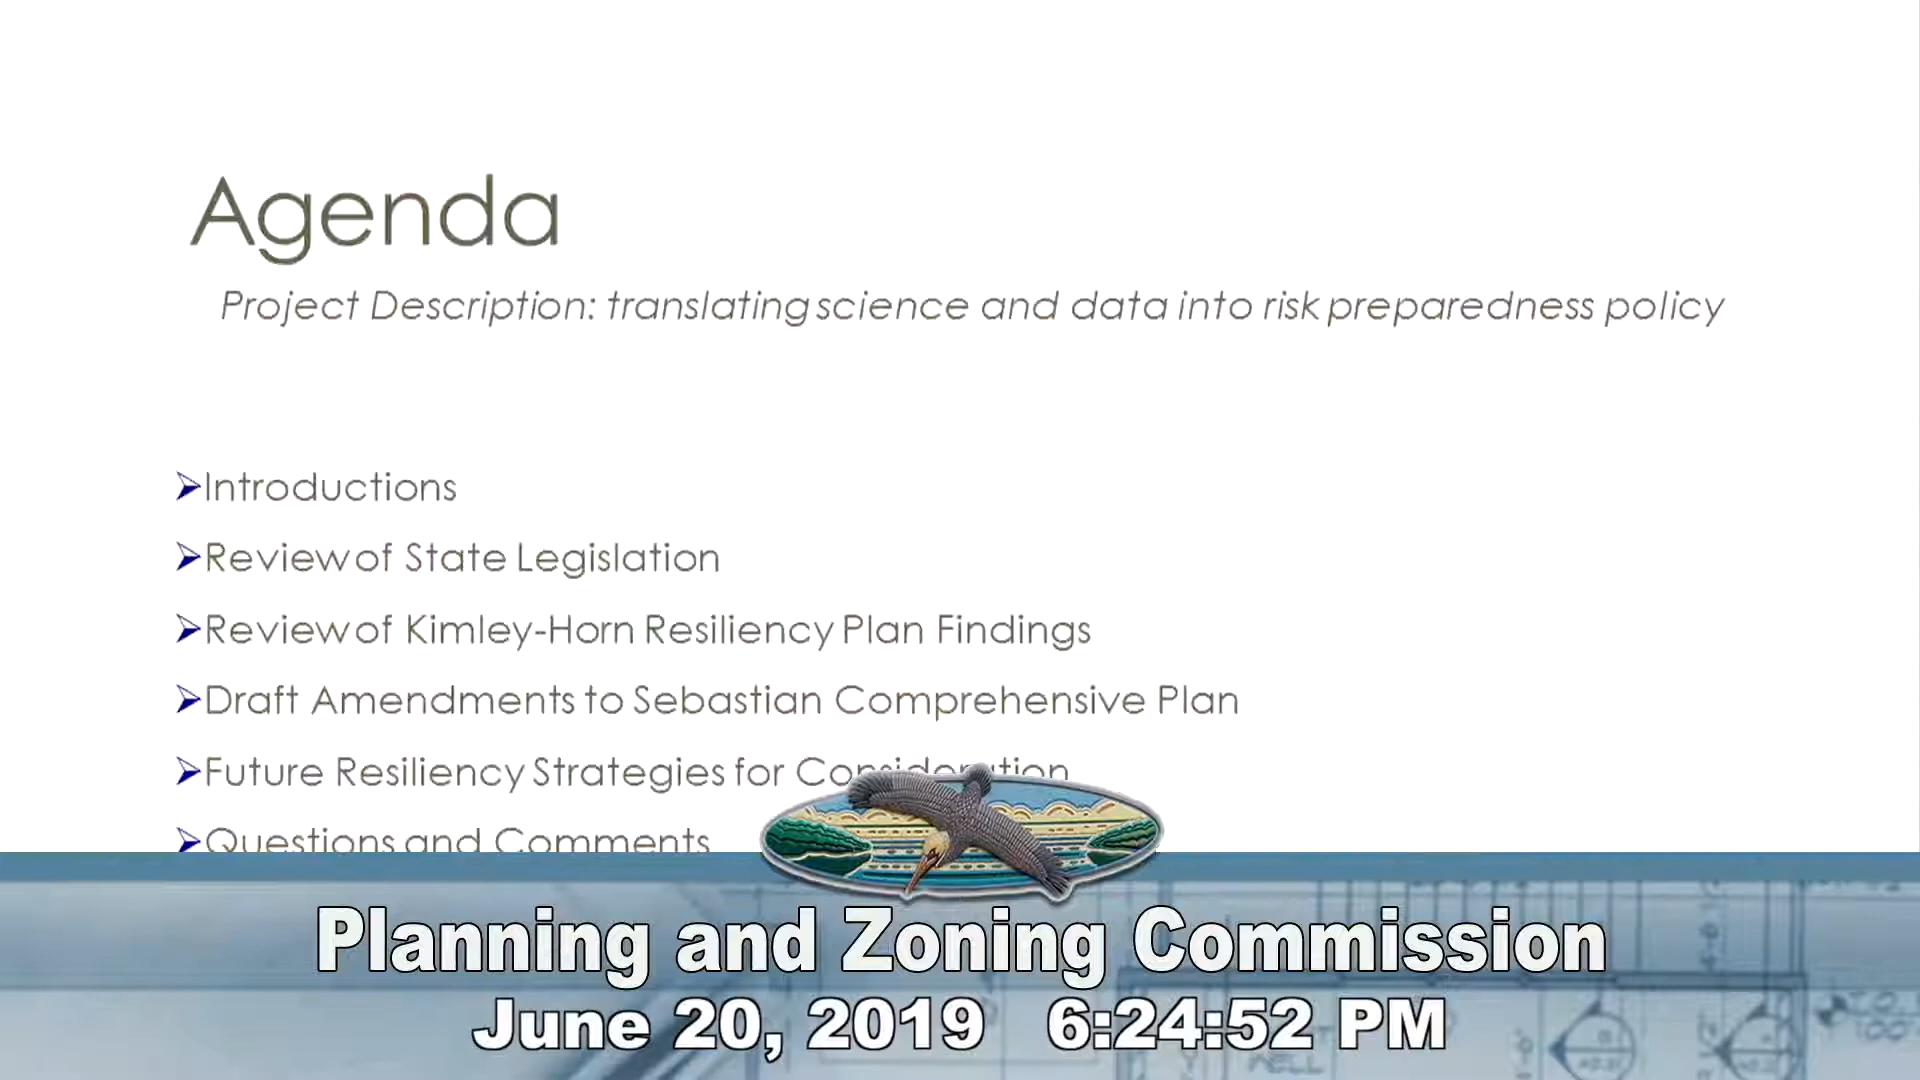 Agenda
Project Description: translating science and data into risk preparedness policy
➢Introductions
➢Review of State Legislation
➢Review of Kimley-Horn Resiliency Plan Findings
➢Draft Amendments to Sebastian Comprehensive Plan
➢Future Resiliency Strategies for Consideration
➢Questions and Comments
Planning and Zoning Commission
June 20, 2019 6:24:52 PM